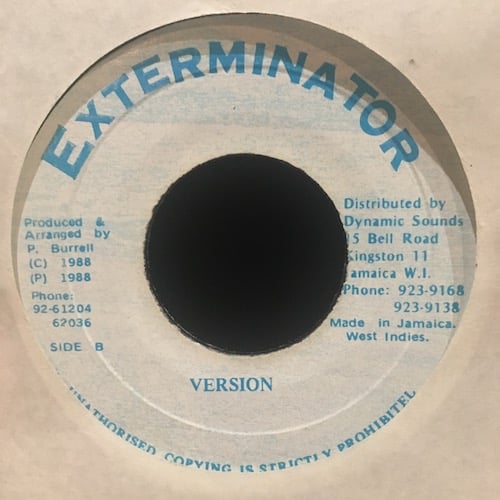 EXTERMINATOR
Produced &
Arranged by
P. Burrell
(C) 1988
(P) 1988
Phone:
92-61204
62036
SIDE B
Distributed by
Dynamic Sounds
15 Bell Road
Kingston 11
Jamaica W.I.
Phone: 923-9168
923-9138
Made in Jamaica.
West Indies.
VERSION
UNATHORISED COPYING IS STRICTLY PROHIBITEL